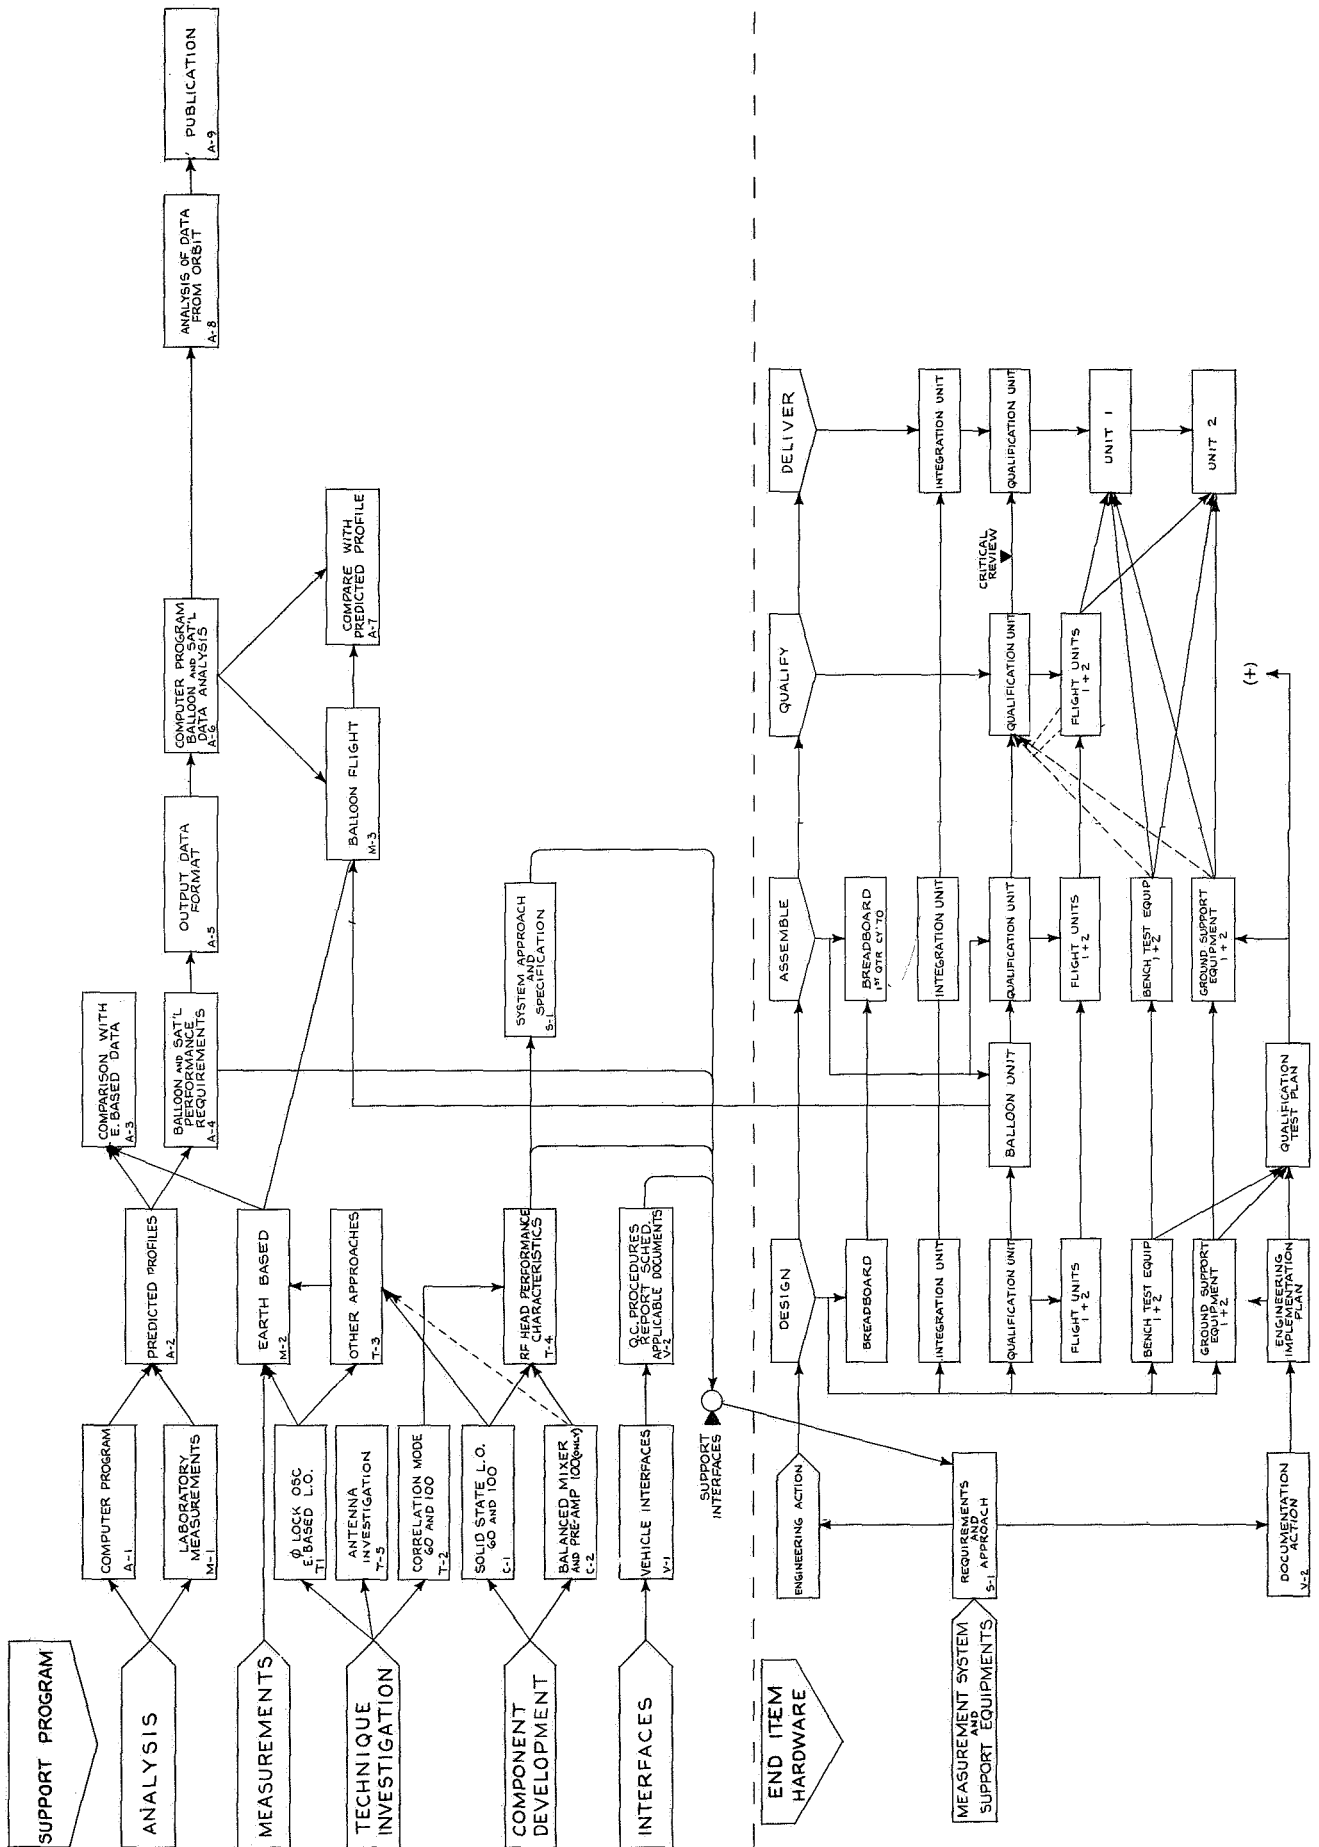 SUPPORT PROGRAM
ANALYSIS
COMPUTER PROGRAM
A-1
LABORATORY
MEASUREMENTS
M-1
PREDICTED PROFILES
A-2
COMPARISON WITH
E. BASED DATA
A-3
BALLOON AND SAT'L
PERFORMANCE
REQUIREMENTS
A-4
OUTPUT DATA
FORMAT
A-5
COMPUTER PROGRAM
BALLOON AND SAT'L
DATA ANALYSIS
A-6
ANALYSIS OF DATA
FROM ORBIT
A-8
PUBLICATION
A-9
MEASUREMENTS
EARTH BASED
M-2
BALLOON FLIGHT
M-3
COMPARE WITH
PREDICTED PROFILE
A-7
TECHNIQUE
INVESTIGATION
Φ LOCK OSC
E. BASED L.O.
T-1
ANTENNA
INVESTIGATION
T-5
CORRELATION MODE
60 AND 100
T-2
OTHER APPROACHES
T-3
COMPONENT
DEVELOPMENT
SOLID STATE L.O.
60 AND 100
C-1
BALANCED MIXER
AND PRE-AMP 100 (ONLY)
C-2
RF HEAD PERFORMANCE
CHARACTERISTICS
T-4
SYSTEM APPROACH
AND
SPECIFICATION
S-1
INTERFACES
VEHICLE INTERFACES
V-1
Q.C. PROCEDURES
REPORT SCHED.
APPLICABLE DOCUMENTS
V-2
SUPPORT
INTERFACES
END ITEM
HARDWARE
ENGINEERING ACTION
DESIGN
ASSEMBLE
QUALIFY
DELIVER
BREADBOARD
BREADBOARD
1ST QTR CY '70
INTEGRATION UNIT
INTEGRATION UNIT
INTEGRATION UNIT
MEASUREMENT SYSTEM
AND
SUPPORT EQUIPMENTS
REQUIREMENTS
AND
APPROACH
S-1
QUALIFICATION UNIT
BALLOON UNIT
QUALIFICATION UNIT
QUALIFICATION UNIT
CRITICAL
REVIEW
QUALIFICATION UNIT
FLIGHT UNITS
1 + 2
FLIGHT UNITS
1 + 2
FLIGHT UNITS
1 + 2
UNIT 1
BENCH TEST EQUIP
1 + 2
BENCH TEST EQUIP
1 + 2
GROUND SUPPORT
EQUIPMENT
1 + 2
GROUND SUPPORT
EQUIPMENT
1 + 2
UNIT 2
DOCUMENTATION
ACTION
V-2
ENGINEERING
IMPLEMENTATION
PLAN
QUALIFICATION
TEST PLAN
(+)